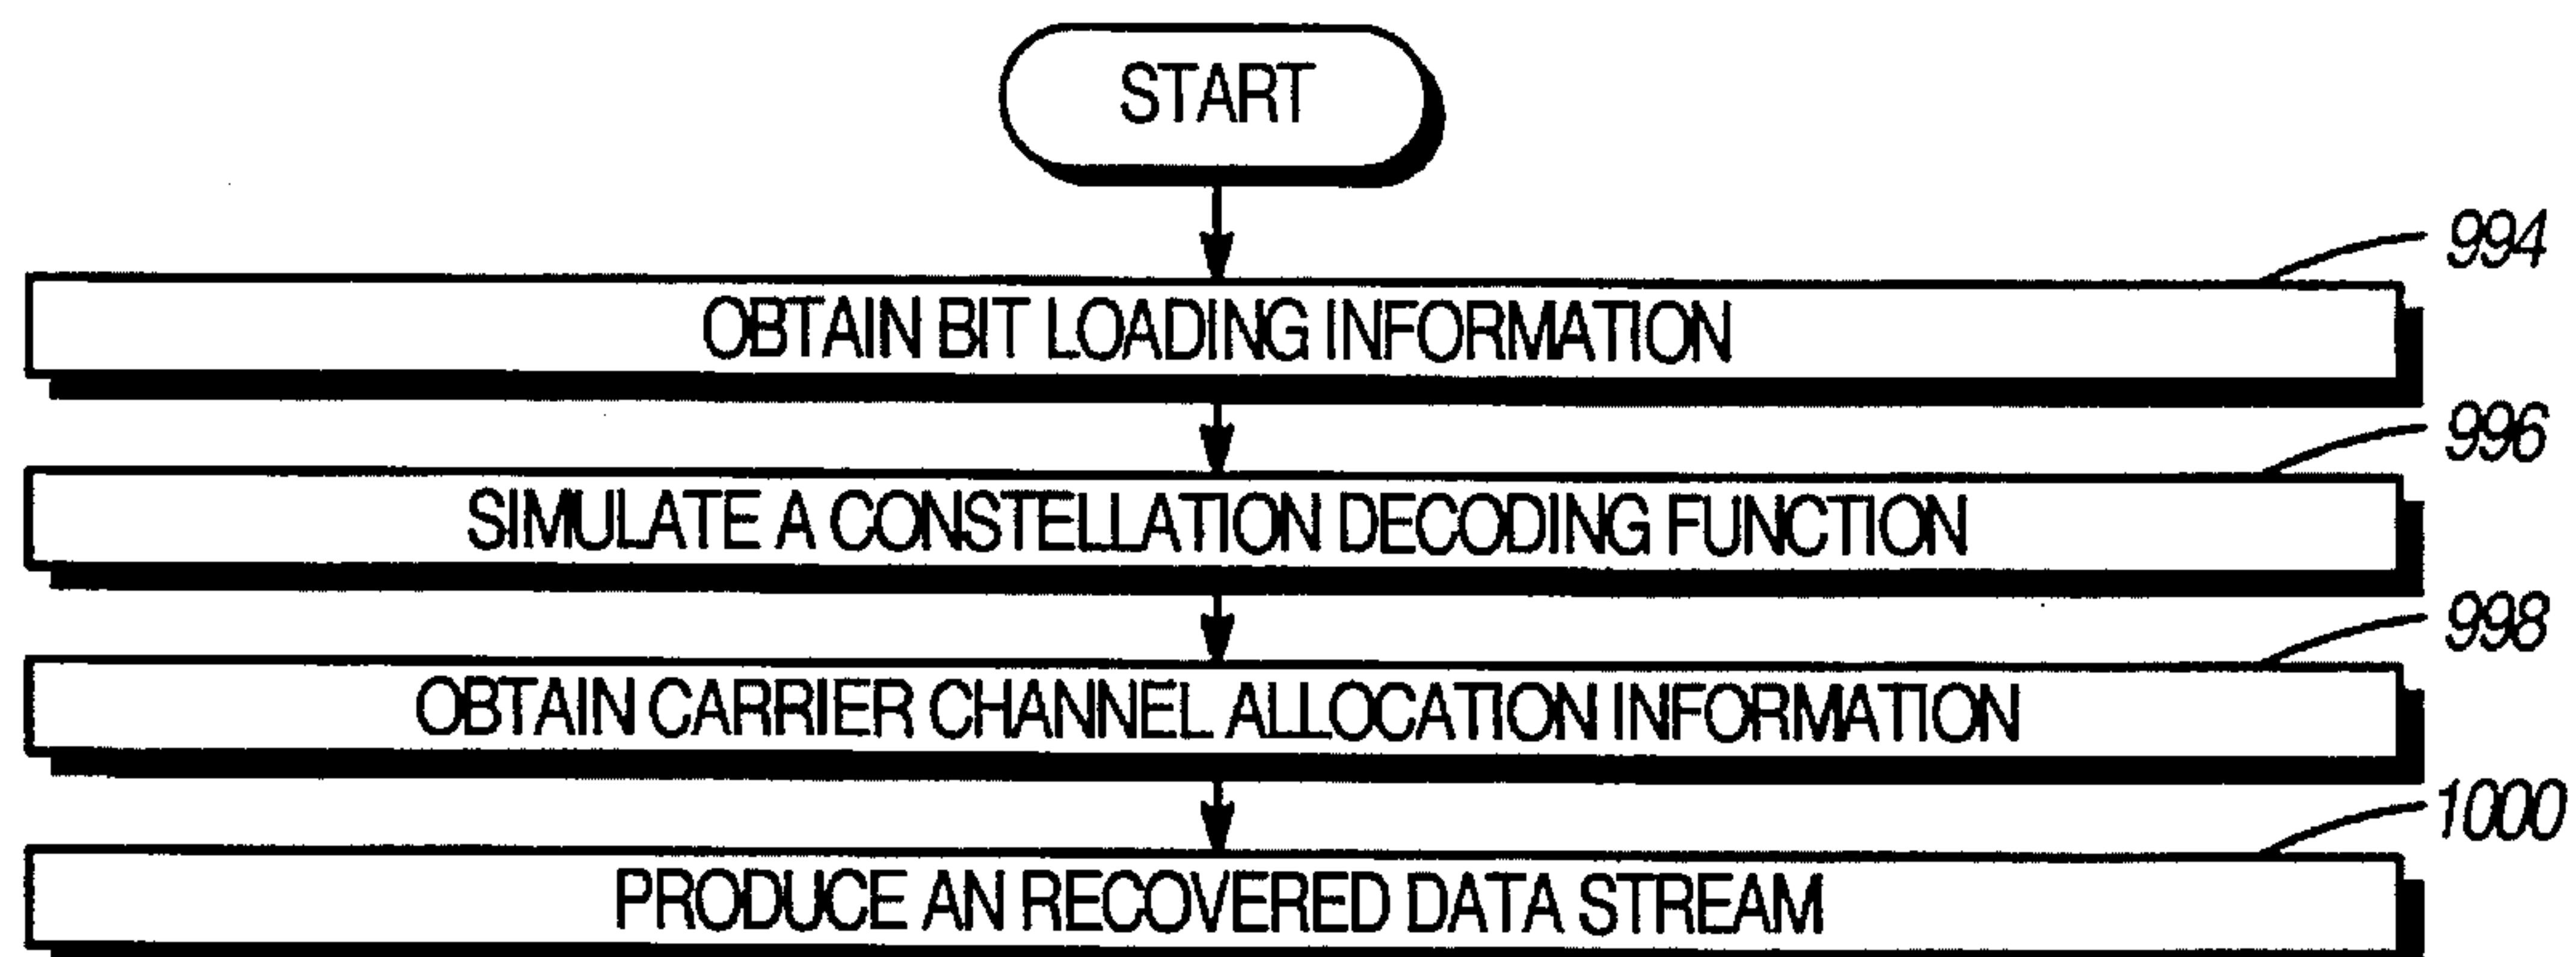 START
994
OBTAIN BIT LOADING INFORMATION
996
SIMULATE A CONSTELLATION DECODING FUNCTION
998
OBTAIN CARRIER CHANNEL ALLOCATION INFORMATION
1000
PRODUCE AN RECOVERED DATA STREAM